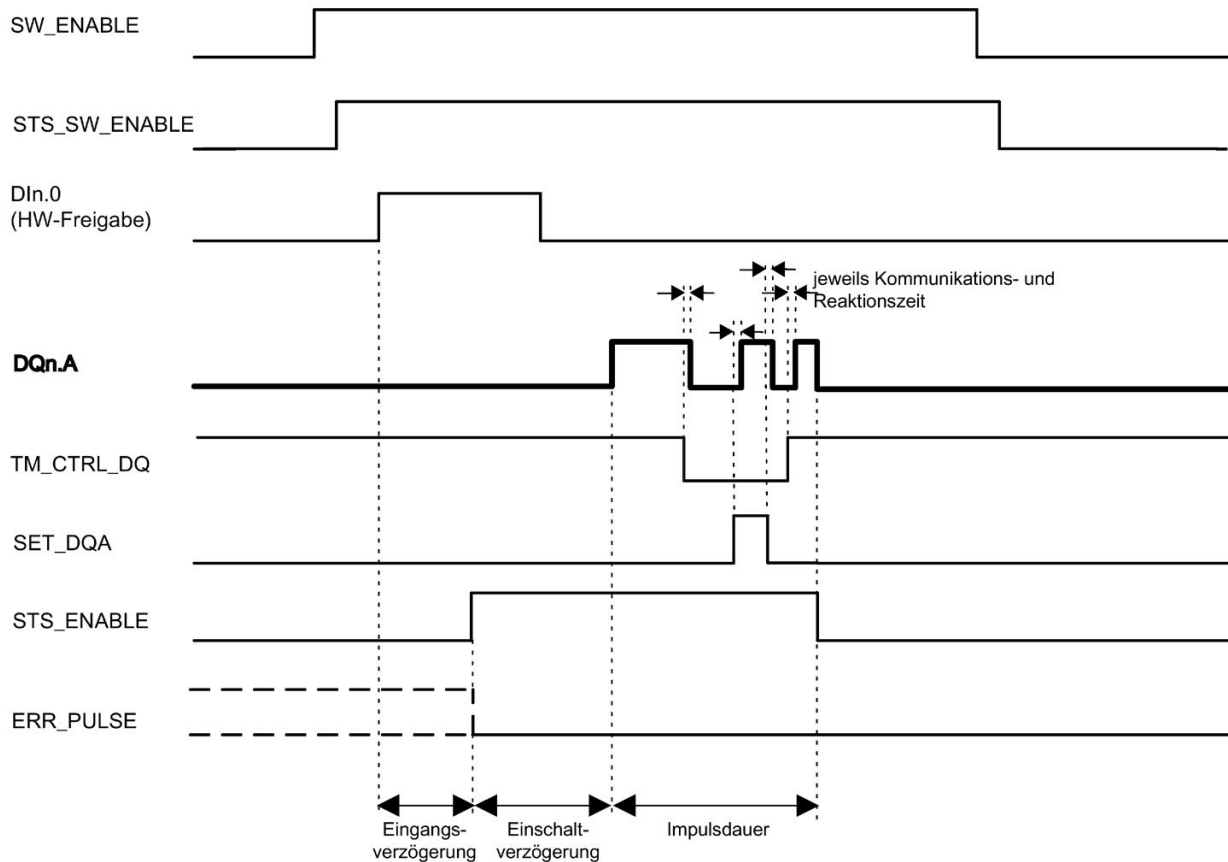 SW_ENABLE
STS_SW_ENABLE
DIn.0
(HW-Freigabe)
jeweils Kommunikations- und
Reaktionszeit
DQn.A
TM_CTRL_DQ
SET_DQA
STS_ENABLE
ERR_PULSE
Eingangs-
verzögerung
Einschalt-
verzögerung
Impulsdauer